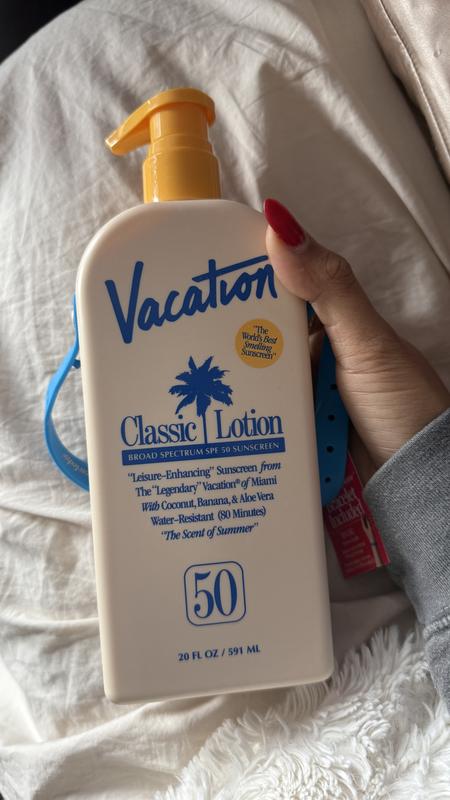 Vacation
"The
World's Best
Smelling
Sunscreen"
Classic Lotion
BROAD SPECTRUM SPF 50 SUNSCREEN
"Leisure–Enhancing" Sunscreen from
The "Legendary" Vacation® of Miami
With Coconut, Banana, & Aloe Vera
Water–Resistant (80 Minutes)
"The Scent of Summer"
50
20 FL OZ / 591 ML
Included